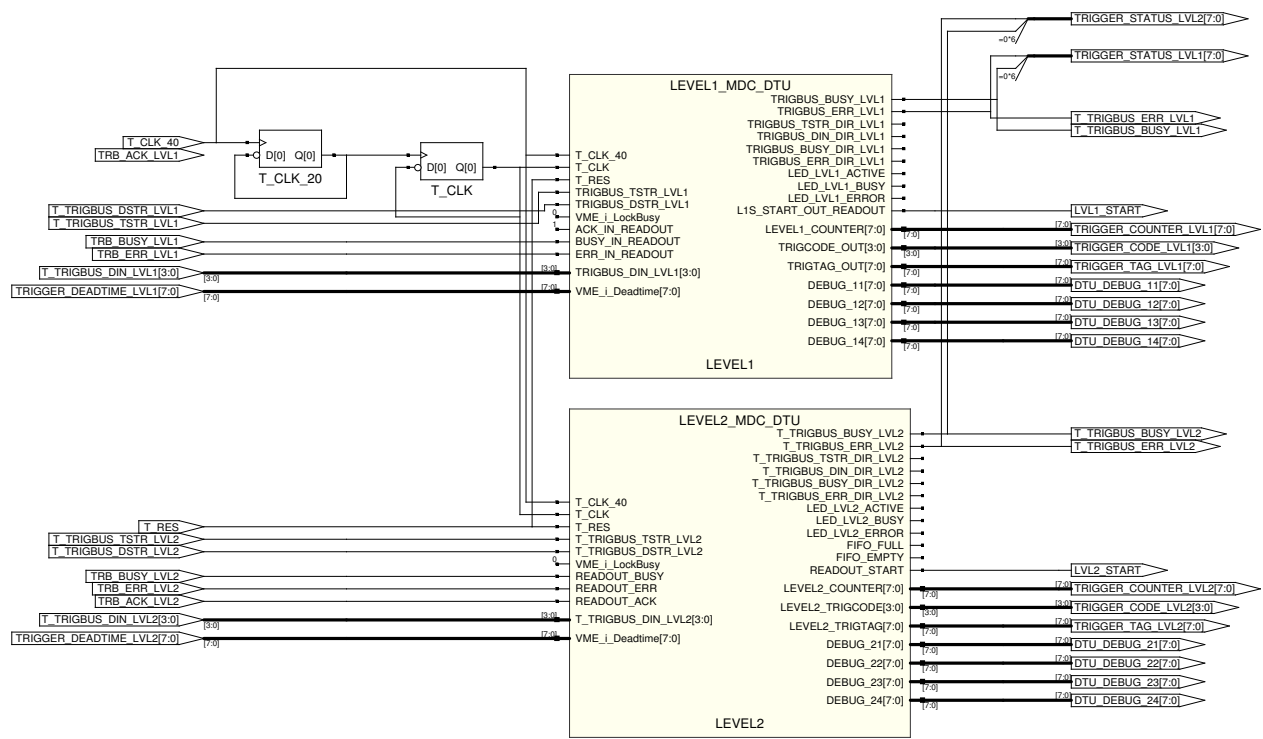 TRIGGER_STATUS_LVL2[7:0]
=0*6
TRIGGER_STATUS_LVL1[7:0]
=0*6
T_TRIGBUS_ERR_LVL1
T_TRIGBUS_BUSY_LVL1
T_CLK_40
TRB_ACK_LVL1
D[0] Q[0]
T_CLK_20
D[0] Q[0]
T_CLK
T_TRIGBUS_DSTR_LVL1
T_TRIGBUS_TSTR_LVL1
TRB_BUSY_LVL1
TRB_ERR_LVL1
T_TRIGBUS_DIN_LVL1[3:0]
[3:0]
TRIGGER_DEADTIME_LVL1[7:0]
[7:0]
LEVEL1_MDC_DTU
T_CLK_40
T_CLK
T_RES
TRIGBUS_TSTR_LVL1
TRIGBUS_DSTR_LVL1
0
VME_i_LockBusy
1
ACK_IN_READOUT
BUSY_IN_READOUT
ERR_IN_READOUT
[3:0]
TRIGBUS_DIN_LVL1[3:0]
[7:0]
VME_i_Deadtime[7:0]
TRIGBUS_BUSY_LVL1
TRIGBUS_ERR_LVL1
TRIGBUS_TSTR_DIR_LVL1
TRIGBUS_DIN_DIR_LVL1
TRIGBUS_BUSY_DIR_LVL1
TRIGBUS_ERR_DIR_LVL1
LED_LVL1_ACTIVE
LED_LVL1_BUSY
LED_LVL1_ERROR
L1S_START_OUT_READOUT
LEVEL1_COUNTER[7:0]
TRIGCODE_OUT[3:0]
TRIGTAG_OUT[7:0]
DEBUG_11[7:0]
DEBUG_12[7:0]
DEBUG_13[7:0]
DEBUG_14[7:0]
LEVEL1
LVL1_START
[7:0] [7:0] TRIGGER_COUNTER_LVL1[7:0]
[3:0] [3:0] TRIGGER_CODE_LVL1[3:0]
[7:0] [7:0] TRIGGER_TAG_LVL1[7:0]
[7:0] [7:0] DTU_DEBUG_11[7:0]
[7:0] [7:0] DTU_DEBUG_12[7:0]
[7:0] [7:0] DTU_DEBUG_13[7:0]
[7:0] [7:0] DTU_DEBUG_14[7:0]
T_RES
T_TRIGBUS_TSTR_LVL2
T_TRIGBUS_DSTR_LVL2
TRB_BUSY_LVL2
TRB_ERR_LVL2
TRB_ACK_LVL2
T_TRIGBUS_DIN_LVL2[3:0]
[3:0]
TRIGGER_DEADTIME_LVL2[7:0]
[7:0]
LEVEL2_MDC_DTU
T_CLK_40
T_CLK
T_RES
T_TRIGBUS_TSTR_LVL2
T_TRIGBUS_DSTR_LVL2
0
VME_i_LockBusy
READOUT_BUSY
READOUT_ERR
READOUT_ACK
[3:0]
T_TRIGBUS_DIN_LVL2[3:0]
[7:0]
VME_i_Deadtime[7:0]
T_TRIGBUS_BUSY_LVL2
T_TRIGBUS_ERR_LVL2
T_TRIGBUS_TSTR_DIR_LVL2
T_TRIGBUS_DIN_DIR_LVL2
T_TRIGBUS_BUSY_DIR_LVL2
T_TRIGBUS_ERR_DIR_LVL2
LED_LVL2_ACTIVE
LED_LVL2_BUSY
LED_LVL2_ERROR
FIFO_FULL
FIFO_EMPTY
READOUT_START
LEVEL2_COUNTER[7:0]
LEVEL2_TRIGCODE[3:0]
LEVEL2_TRIGTAG[7:0]
DEBUG_21[7:0]
DEBUG_22[7:0]
DEBUG_23[7:0]
DEBUG_24[7:0]
LEVEL2
T_TRIGBUS_BUSY_LVL2
T_TRIGBUS_ERR_LVL2
LVL2_START
[7:0] [7:0] TRIGGER_COUNTER_LVL2[7:0]
[3:0] [3:0] TRIGGER_CODE_LVL2[3:0]
[7:0] [7:0] TRIGGER_TAG_LVL2[7:0]
[7:0] [7:0] DTU_DEBUG_21[7:0]
[7:0] [7:0] DTU_DEBUG_22[7:0]
[7:0] [7:0] DTU_DEBUG_23[7:0]
[7:0] [7:0] DTU_DEBUG_24[7:0]